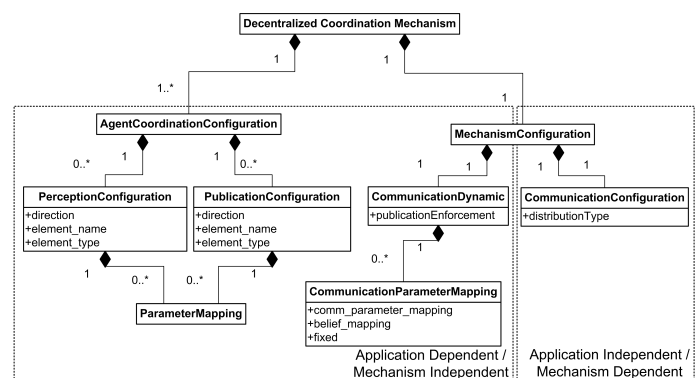 Decentralized Coordination Mechanism
1
1
1..*
1
AgentCoordinationConfiguration
MechanismConfiguration
0..*
1
1
0..*
1
1
1
1
PerceptionConfiguration
+direction
+element_name
+element_type
PublicationConfiguration
+direction
+element_name
+element_type
CommunicationDynamic
+publicationEnforcement
CommunicationConfiguration
+distributionType
1
0..*
0..*
1
0..*
1
ParameterMapping
CommunicationParameterMapping
+comm_parameter_mapping
+belief_mapping
+fixed
Application Dependent /
Mechanism Independent
Application Independent /
Mechanism Dependent